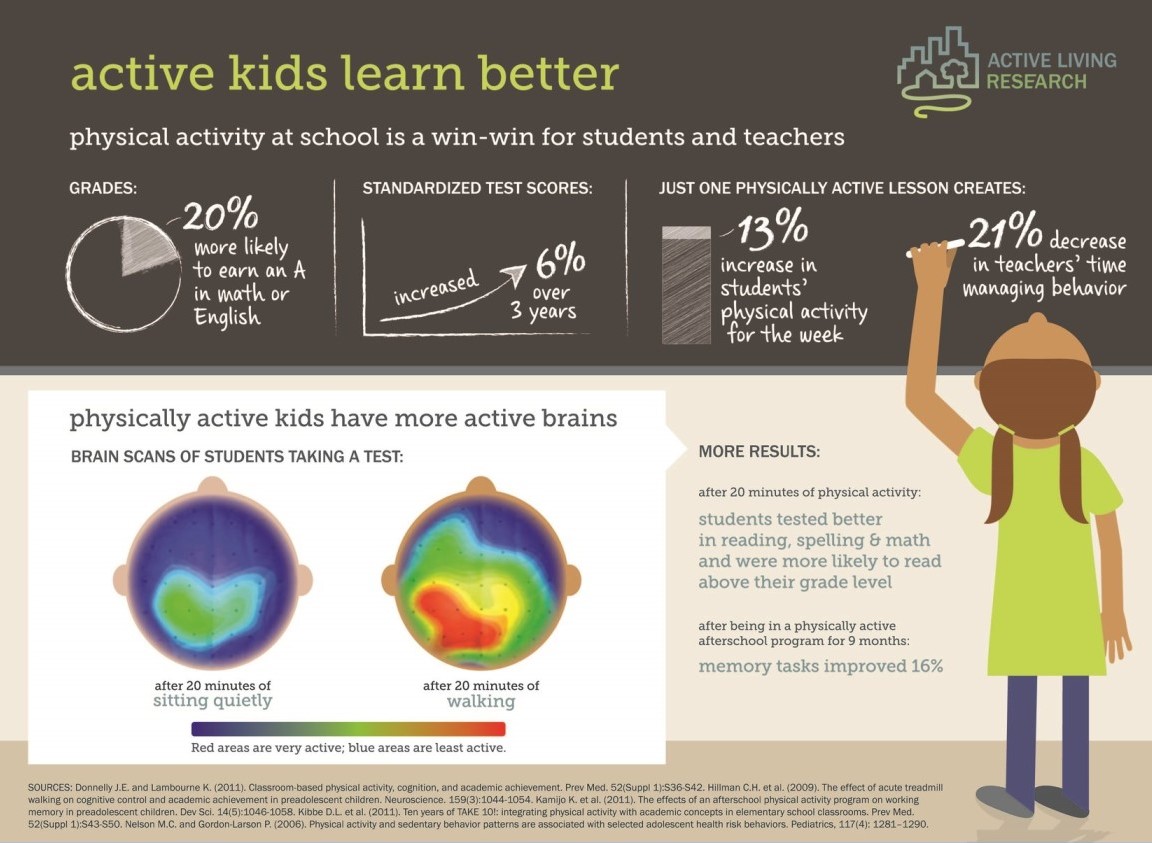 active kids learn better
ACTIVE LIVING
RESEARCH
physical activity at school is a win-win for students and teachers
GRADES:
20%
more likely
to earn an A
in math or
English
STANDARDIZED TEST SCORES:
increased
6%
over
3 years
JUST ONE PHYSICALLY ACTIVE LESSON CREATES:
13%
increase in
students'
physical activity
for the week
21% decrease
in teachers' time
managing behavior
physically active kids have more active brains
BRAIN SCANS OF STUDENTS TAKING A TEST:
after 20 minutes of
sitting quietly
after 20 minutes of
walking
Red areas are very active; blue areas are least active.
MORE RESULTS:
after 20 minutes of physical activity:
students tested better
in reading, spelling & math
and were more likely to read
above their grade level
after being in a physically active
afterschool program for 9 months:
memory tasks improved 16%
SOURCES: Donnelly J.E. and Lambourne K. (2011). Classroom-based physical activity, cognition, and academic achievement. Prev Med. 52(Suppl 1):S36-S42. Hillman C.H. et al. (2009). The effect of acute treadmill
walking on cognitive control and academic achievement in preadolescent children. Neuroscience. 159(3):1044-1054. Kamijo K. et al. (2011). The effects of an afterschool physical activity program on working
memory in preadolescent children. Dev Sci. 14(5):1046-1058. Kibbe D.L. et al. (2011). Ten years of TAKE 10!: integrating physical activity with academic concepts in elementary school classrooms. Prev Med.
52(Suppl 1):S43-S50. Nelson M.C. and Gordon-Larson P. (2006). Physical activity and sedentary behavior patterns are associated with selected adolescent health risk behaviors. Pediatrics, 117(4): 1281–1290.